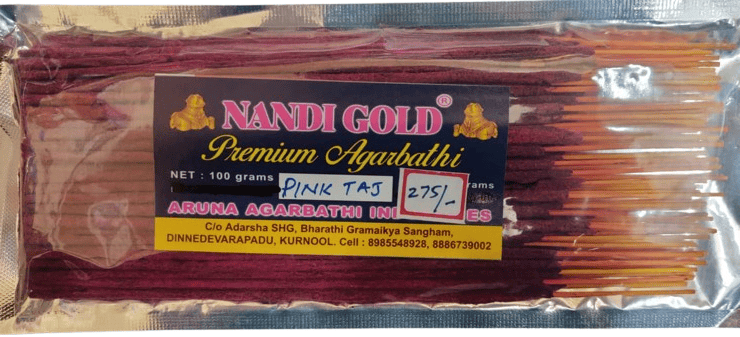 NANDI GOLD®
Premium Agarbathi
NET : 100 grams PINK TAJ 275/- rams
ARUNA AGARBATHI IN ES
C/o Adarsha SHG, Bharathi Gramaikya Sangham,
DINNEDEVARAPADU, KURNOOL. Cell : 8985548928, 8886739002